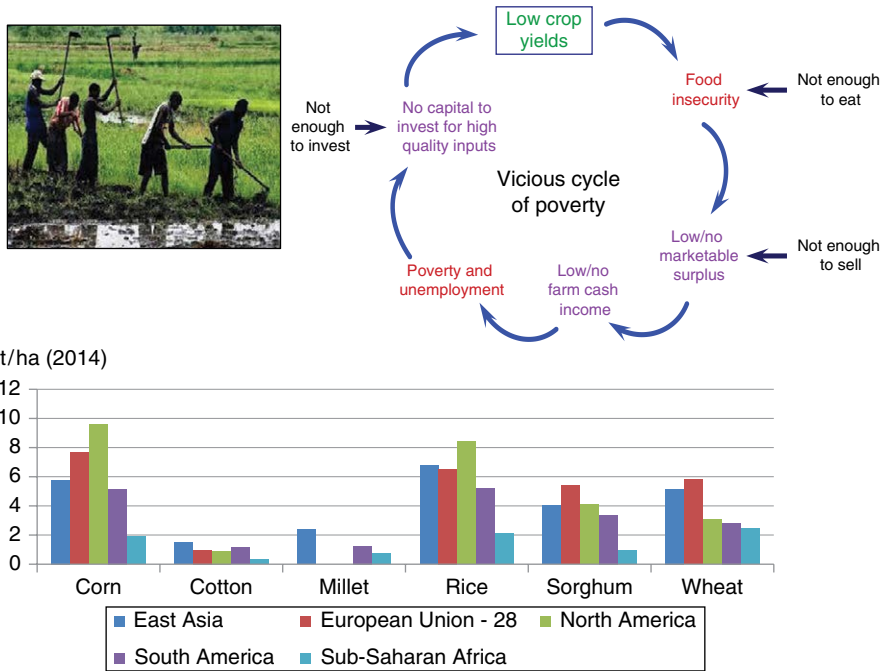 Low crop
yields
Food
insecurity
Not enough
to eat
Not
enough
to invest
No capital to
invest for high
quality inputs
Vicious cycle
of poverty
Low/no
marketable
surplus
Not enough
to sell
Poverty and
unemployment
Low/no
farm cash
income
t/ha (2014)
12
10
8
6
4
2
0
Corn Cotton Millet Rice Sorghum Wheat
East Asia European Union - 28 North America
South America Sub-Saharan Africa